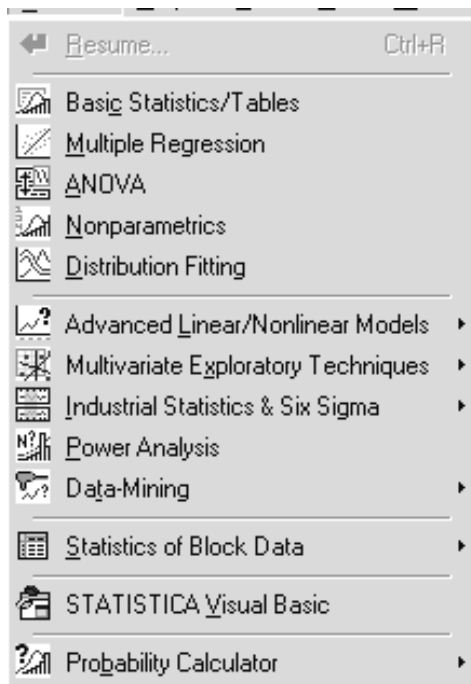 Resume... Ctrl+R
Basic Statistics/Tables
Multiple Regression
ANOVA
Nonparametrics
Distribution Fitting
Advanced Linear/Nonlinear Models
Multivariate Exploratory Techniques
Industrial Statistics & Six Sigma
Power Analysis
Data-Mining
Statistics of Block Data
STATISTICA Visual Basic
Probability Calculator